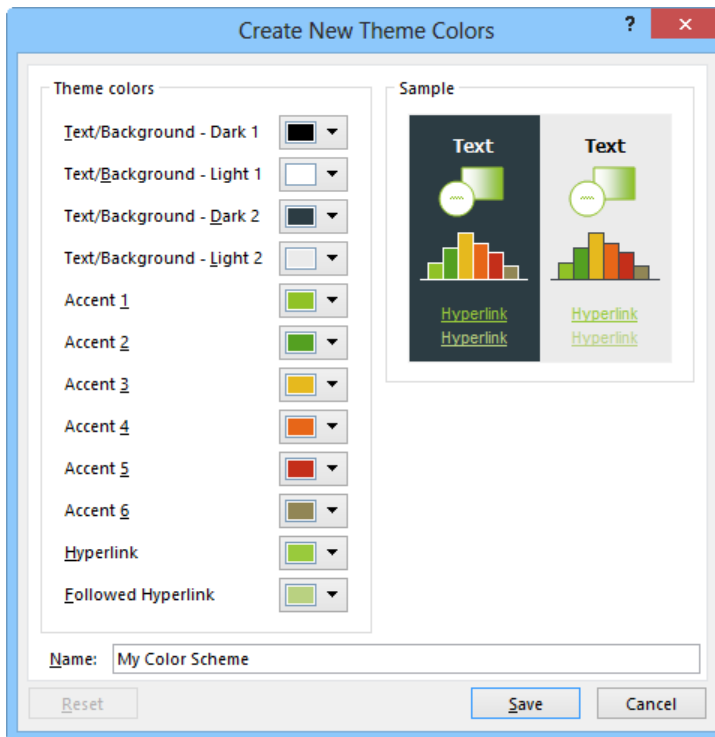 Create New Theme Colors
?
Theme colors
Text/Background - Dark 1
Text/Background - Light 1
Text/Background - Dark 2
Text/Background - Light 2
Accent 1
Accent 2
Accent 3
Accent 4
Accent 5
Accent 6
Hyperlink
Followed Hyperlink
Sample
Text Text
Hyperlink Hyperlink
Hyperlink Hyperlink
Name: My Color Scheme
Reset Save Cancel